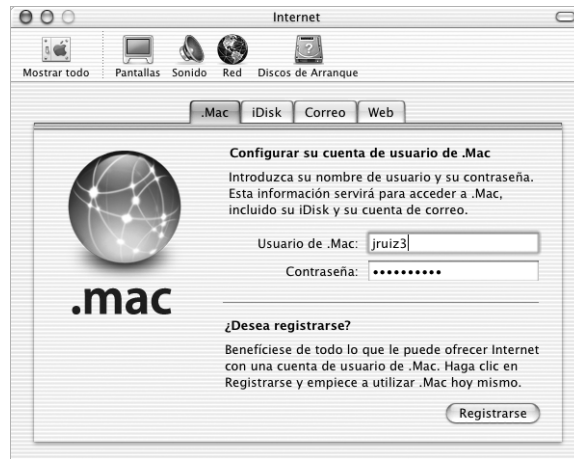 Internet
Mostrar todo Pantallas Sonido Red Discos de Arranque
.Mac iDisk Correo Web
Configurar su cuenta de usuario de .Mac
Introduzca su nombre de usuario y su contraseña.
Esta información servirá para acceder a .Mac,
incluido su iDisk y su cuenta de correo.
Usuario de .Mac: jruiz3
Contraseña: ••••••••••
.mac
¿Desea registrarse?
Benefíciese de todo lo que le puede ofrecer Internet
con una cuenta de usuario de .Mac. Haga clic en
Registrarse y empiece a utilizar .Mac hoy mismo.
Registrarse